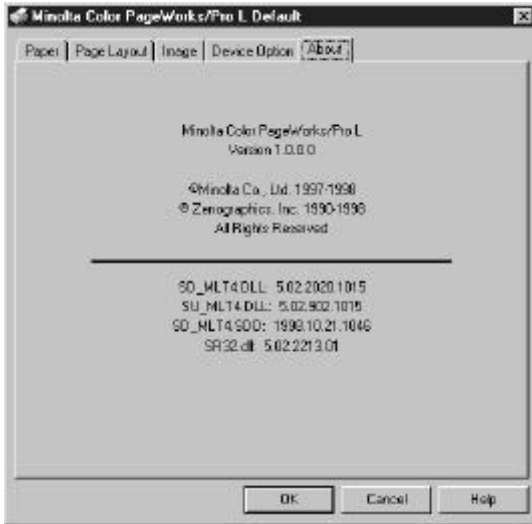 Minolta Color PageWorks/Pro L Default
Paper Page Layout Image Device Option About
Minolta Color PageWorks/Pro L
Version 1.0.0.0
©Minolta Co., Ltd. 1997-1998
© Zenographics, Inc. 1990-1998
All Rights Reserved
SD_MLT4.DLL: 5.02.2020.1015
SU_MLT4.DLL: 5.02.902.1015
SD_MLT4.SDD: 1998.10.21.1046
SR32.dll: 5.02.2213.01
OK Cancel Help